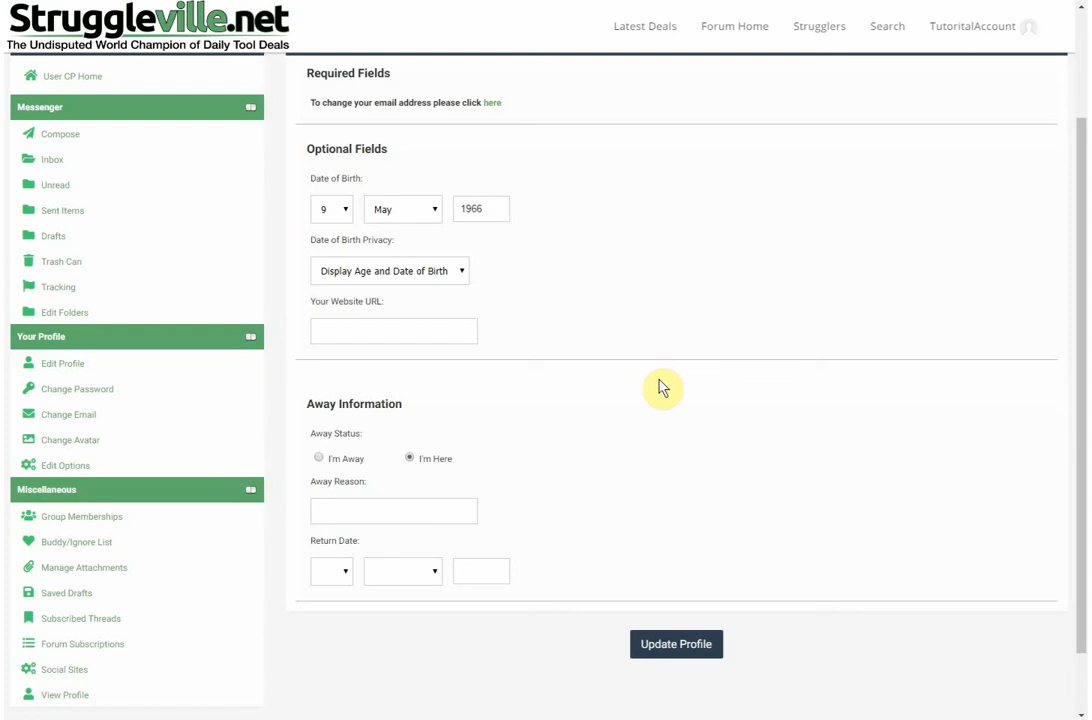 Struggleville.net
The Undisputed World Champion of Daily Tool Deals
Latest Deals Forum Home Strugglers Search TutoritalAccount
User CP Home
Messenger
Compose
Inbox
Unread
Sent Items
Drafts
Trash Can
Tracking
Edit Folders
Your Profile
Edit Profile
Change Password
Change Email
Change Avatar
Edit Options
Miscellaneous
Group Memberships
Buddy/Ignore List
Manage Attachments
Saved Drafts
Subscribed Threads
Forum Subscriptions
Social Sites
View Profile
Required Fields
To change your email address please click here
Optional Fields
Date of Birth:
9 May 1966
Date of Birth Privacy:
Display Age and Date of Birth
Your Website URL:
Away Information
Away Status:
I'm Away I'm Here
Away Reason:
Return Date:
Update Profile